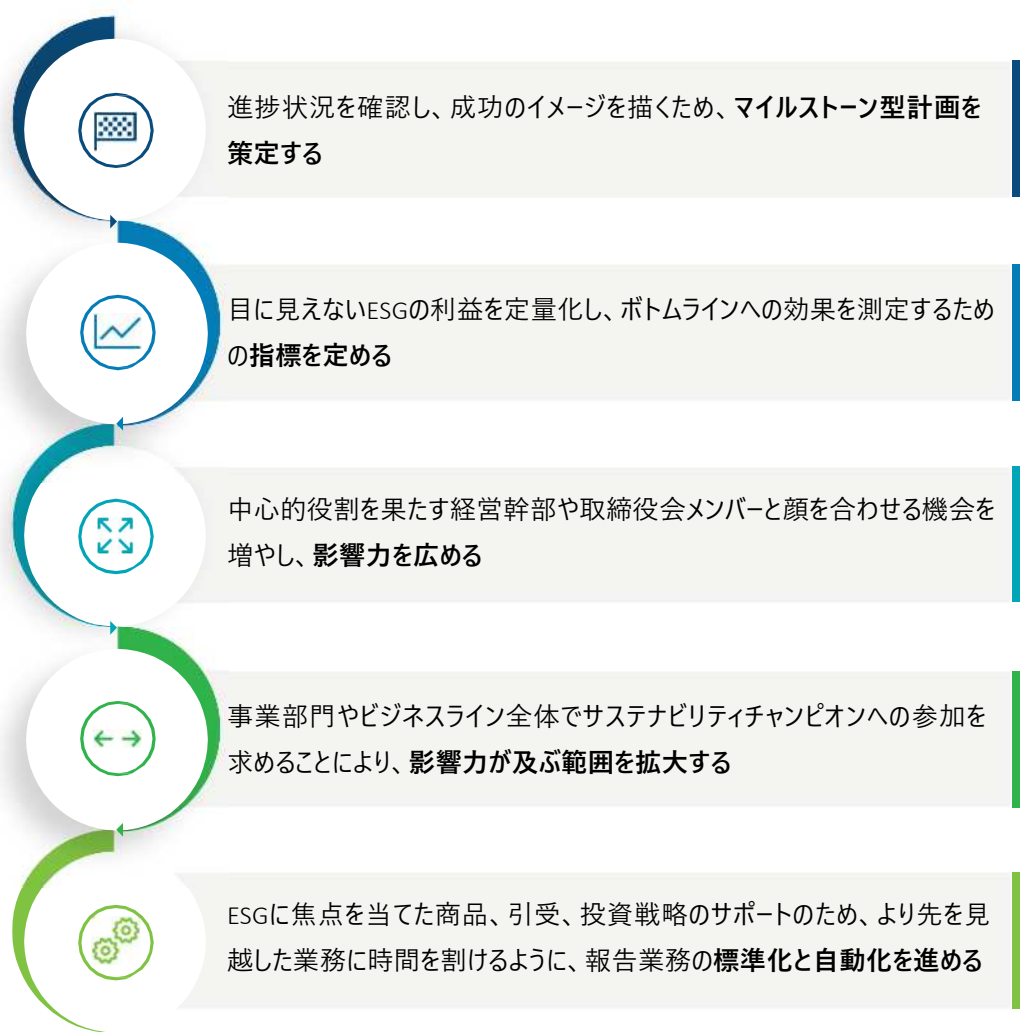 進捗状況を確認し、成功のイメージを描くため、マイルストーン型計画を
策定する
目に見えないESGの利益を定量化し、ボトムラインへの効果を測定するため
の指標を定める
中心的役割を果たす経営幹部や取締役会メンバーと顔を合わせる機会を
増やし、影響力を広める
事業部門やビジネスライン全体でサステナビリティチャンピオンへの参加を
求めることにより、影響力が及ぶ範囲を拡大する
ESGに焦点を当てた商品、引受、投資戦略のサポートのため、より先を見
越した業務に時間を割けるように、報告業務の標準化と自動化を進める